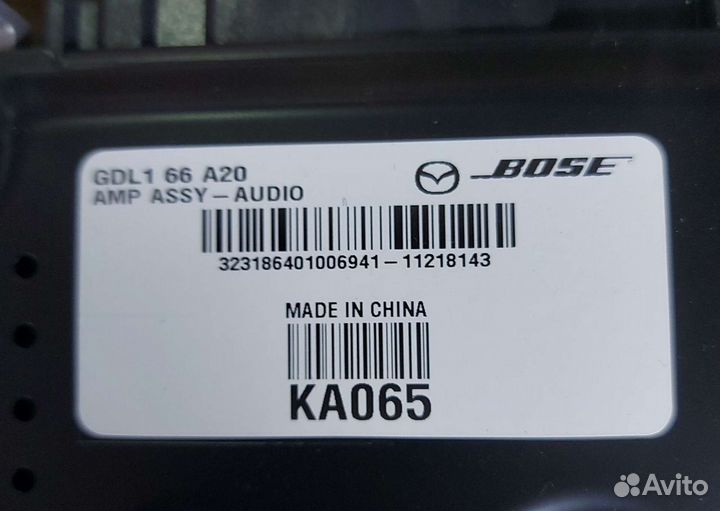 GDL1 66 A20
AMP ASSY-AUDIO
BOSE
323186401006941-11218143
MADE IN CHINA
KA065
Avito